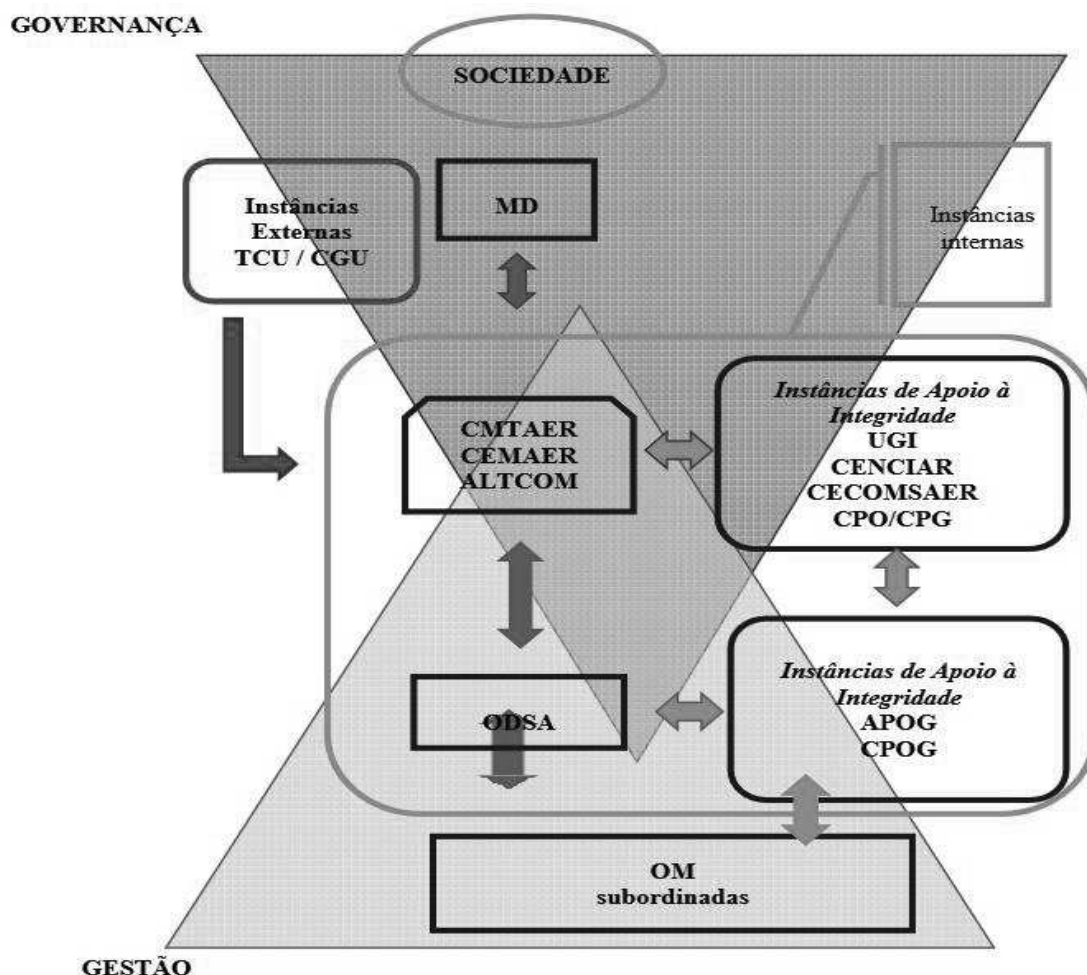 GOVERNANÇA
SOCIEDADE
Instâncias
Externas
TCU / CGU
MD
Instâncias
internas
CMTAER
CEMAER
ALTCOM
Instâncias de Apoio à
Integridade
UGI
CENCIAR
CECOMSAER
CPO/CPG
ODSA
Instâncias de Apoio à
Integridade
APOG
CPOG
OM
subordinadas
GESTÃO